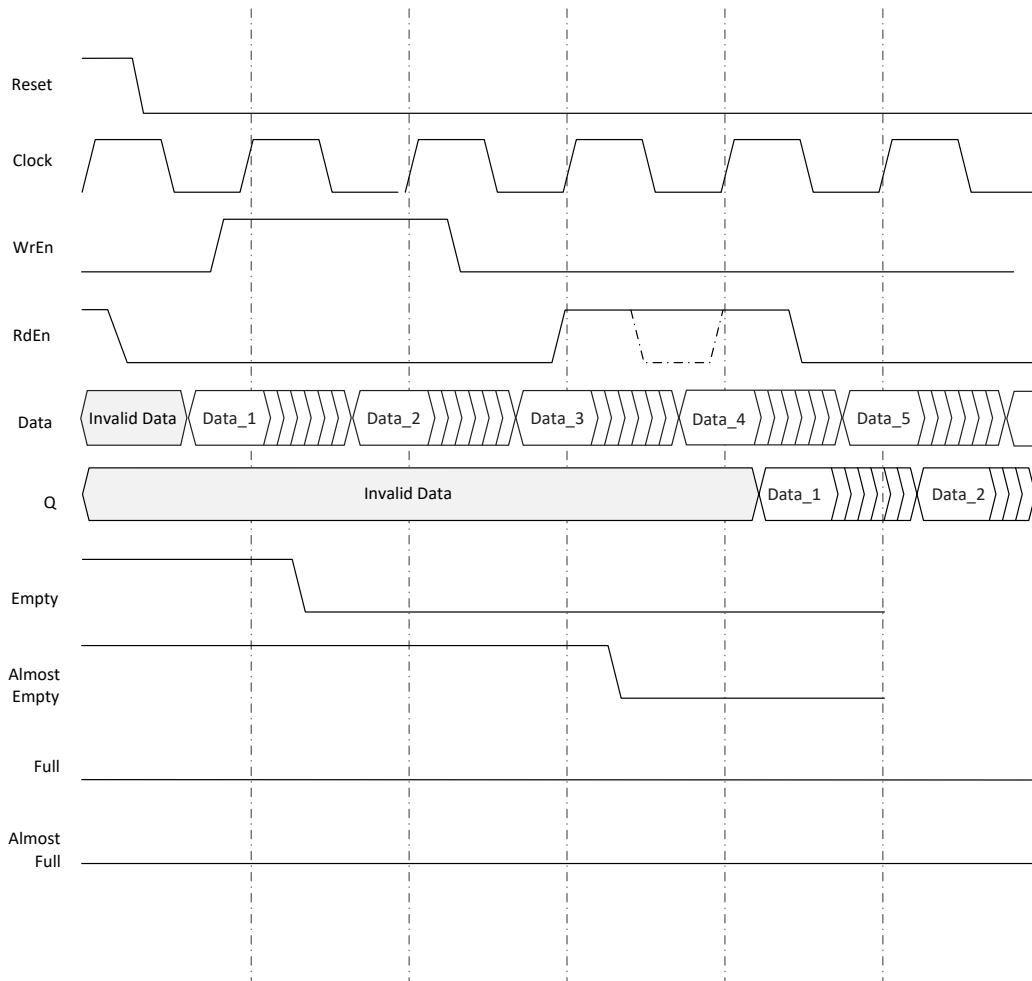 Reset
Clock
WrEn
RdEn
Data
Invalid Data
Data_1
Data_2
Data_3
Data_4
Data_5
Q
Invalid Data
Data_1
Data_2
Empty
Almost
Empty
Full
Almost
Full